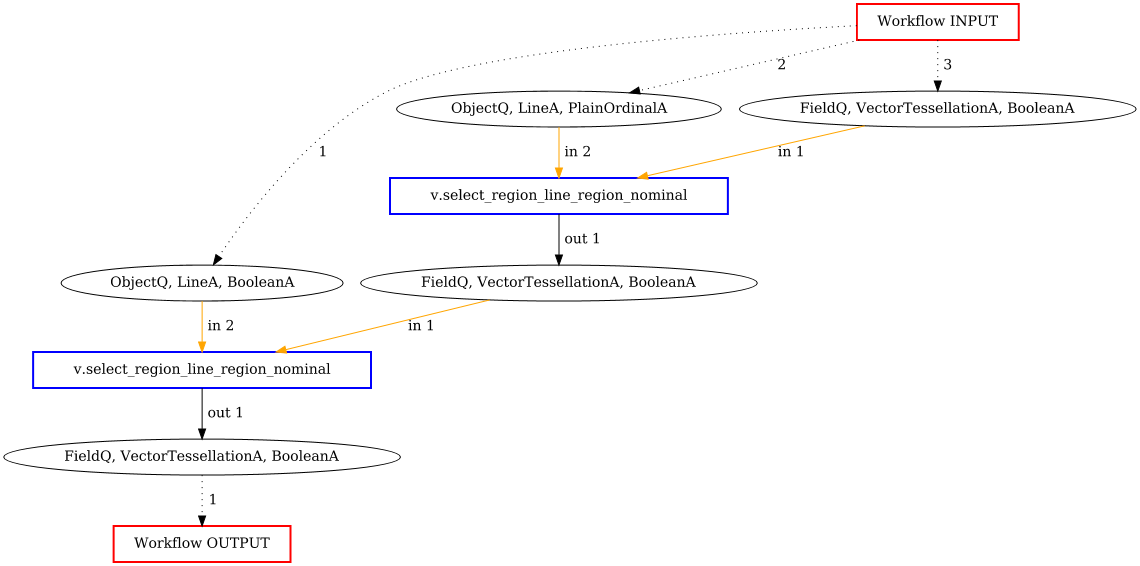 Workflow INPUT
2
3
ObjectQ, LineA, PlainOrdinalA
FieldQ, VectorTessellationA, BooleanA
1
in 2
in 1
v.select_region_line_region_nominal
out 1
ObjectQ, LineA, BooleanA
FieldQ, VectorTessellationA, BooleanA
in 2
in 1
v.select_region_line_region_nominal
out 1
FieldQ, VectorTessellationA, BooleanA
1
Workflow OUTPUT